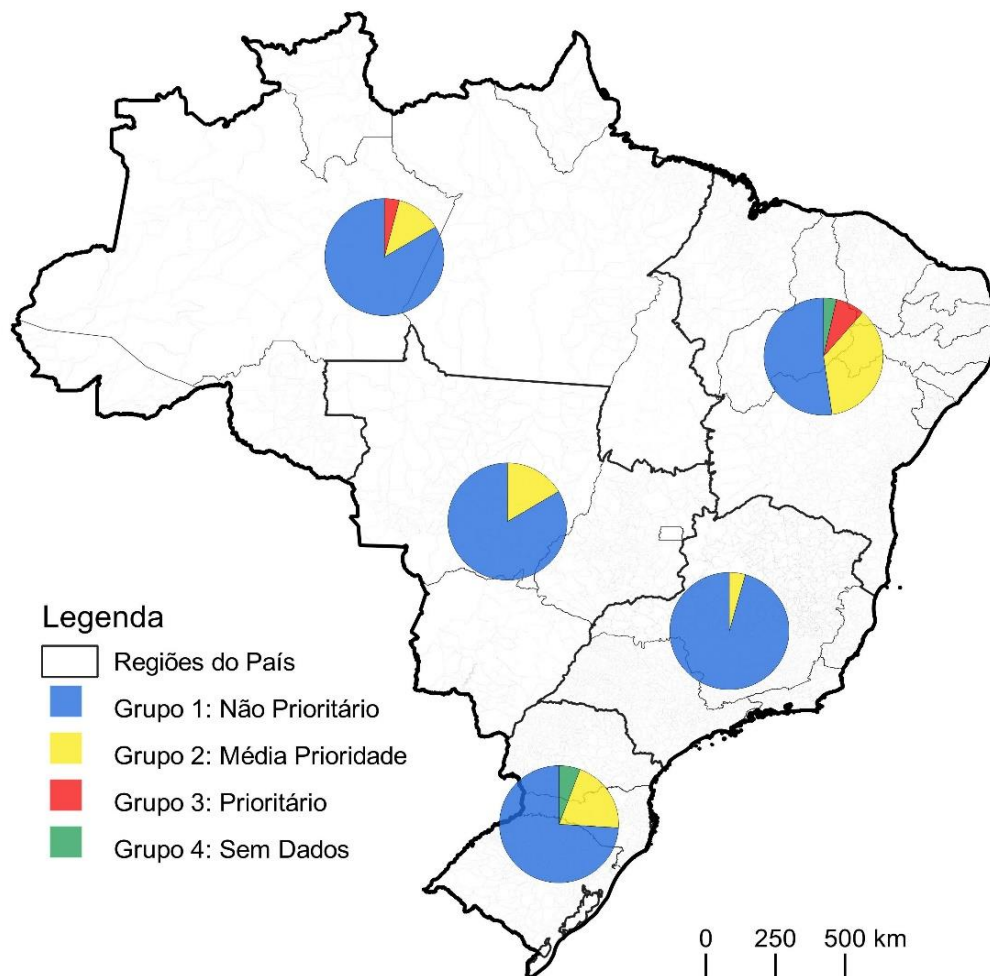 Legenda
Regiões do País
Grupo 1: Não Prioritário
Grupo 2: Média Prioridade
Grupo 3: Prioritário
Grupo 4: Sem Dados
0 250 500 km